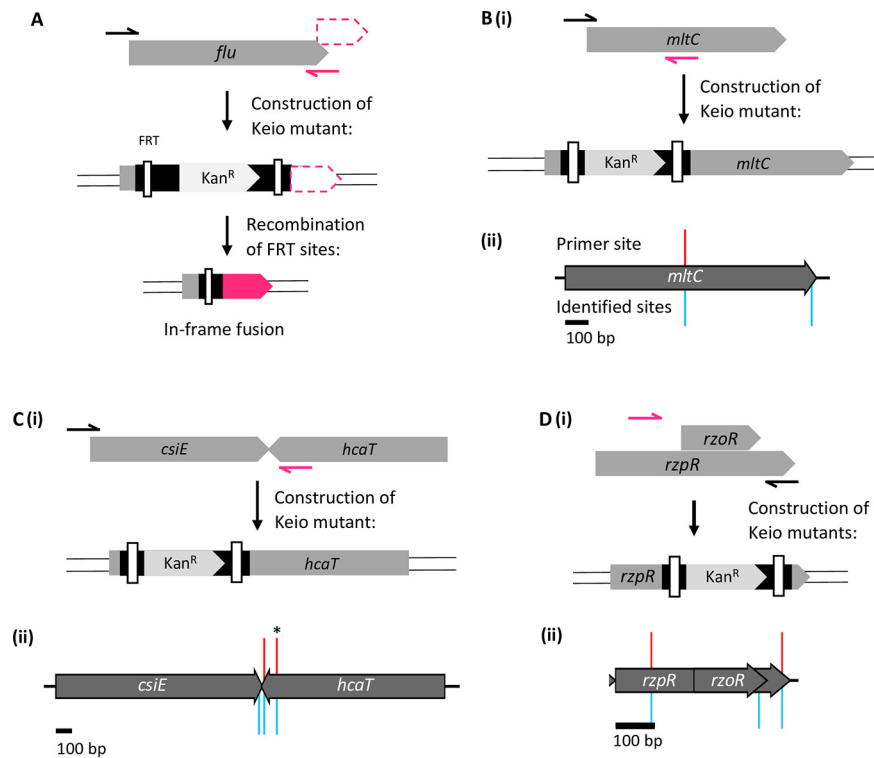 A
flu
Construction of
Keio mutant:
FRT
Kanᴿ
Recombination
of FRT sites:
In-frame fusion
B (i)
mltC
Construction of
Keio mutant:
Kanᴿ
mltC
(ii)
Primer site
mltC
Identified sites
100 bp
C (i)
csiE
hcaT
Construction of
Keio mutant:
Kanᴿ
hcaT
(ii)
*
csiE
hcaT
100 bp
D (i)
rzoR
rzpR
Construction of
Keio mutants:
rzpR
Kanᴿ
(ii)
rzpR
rzoR
100 bp